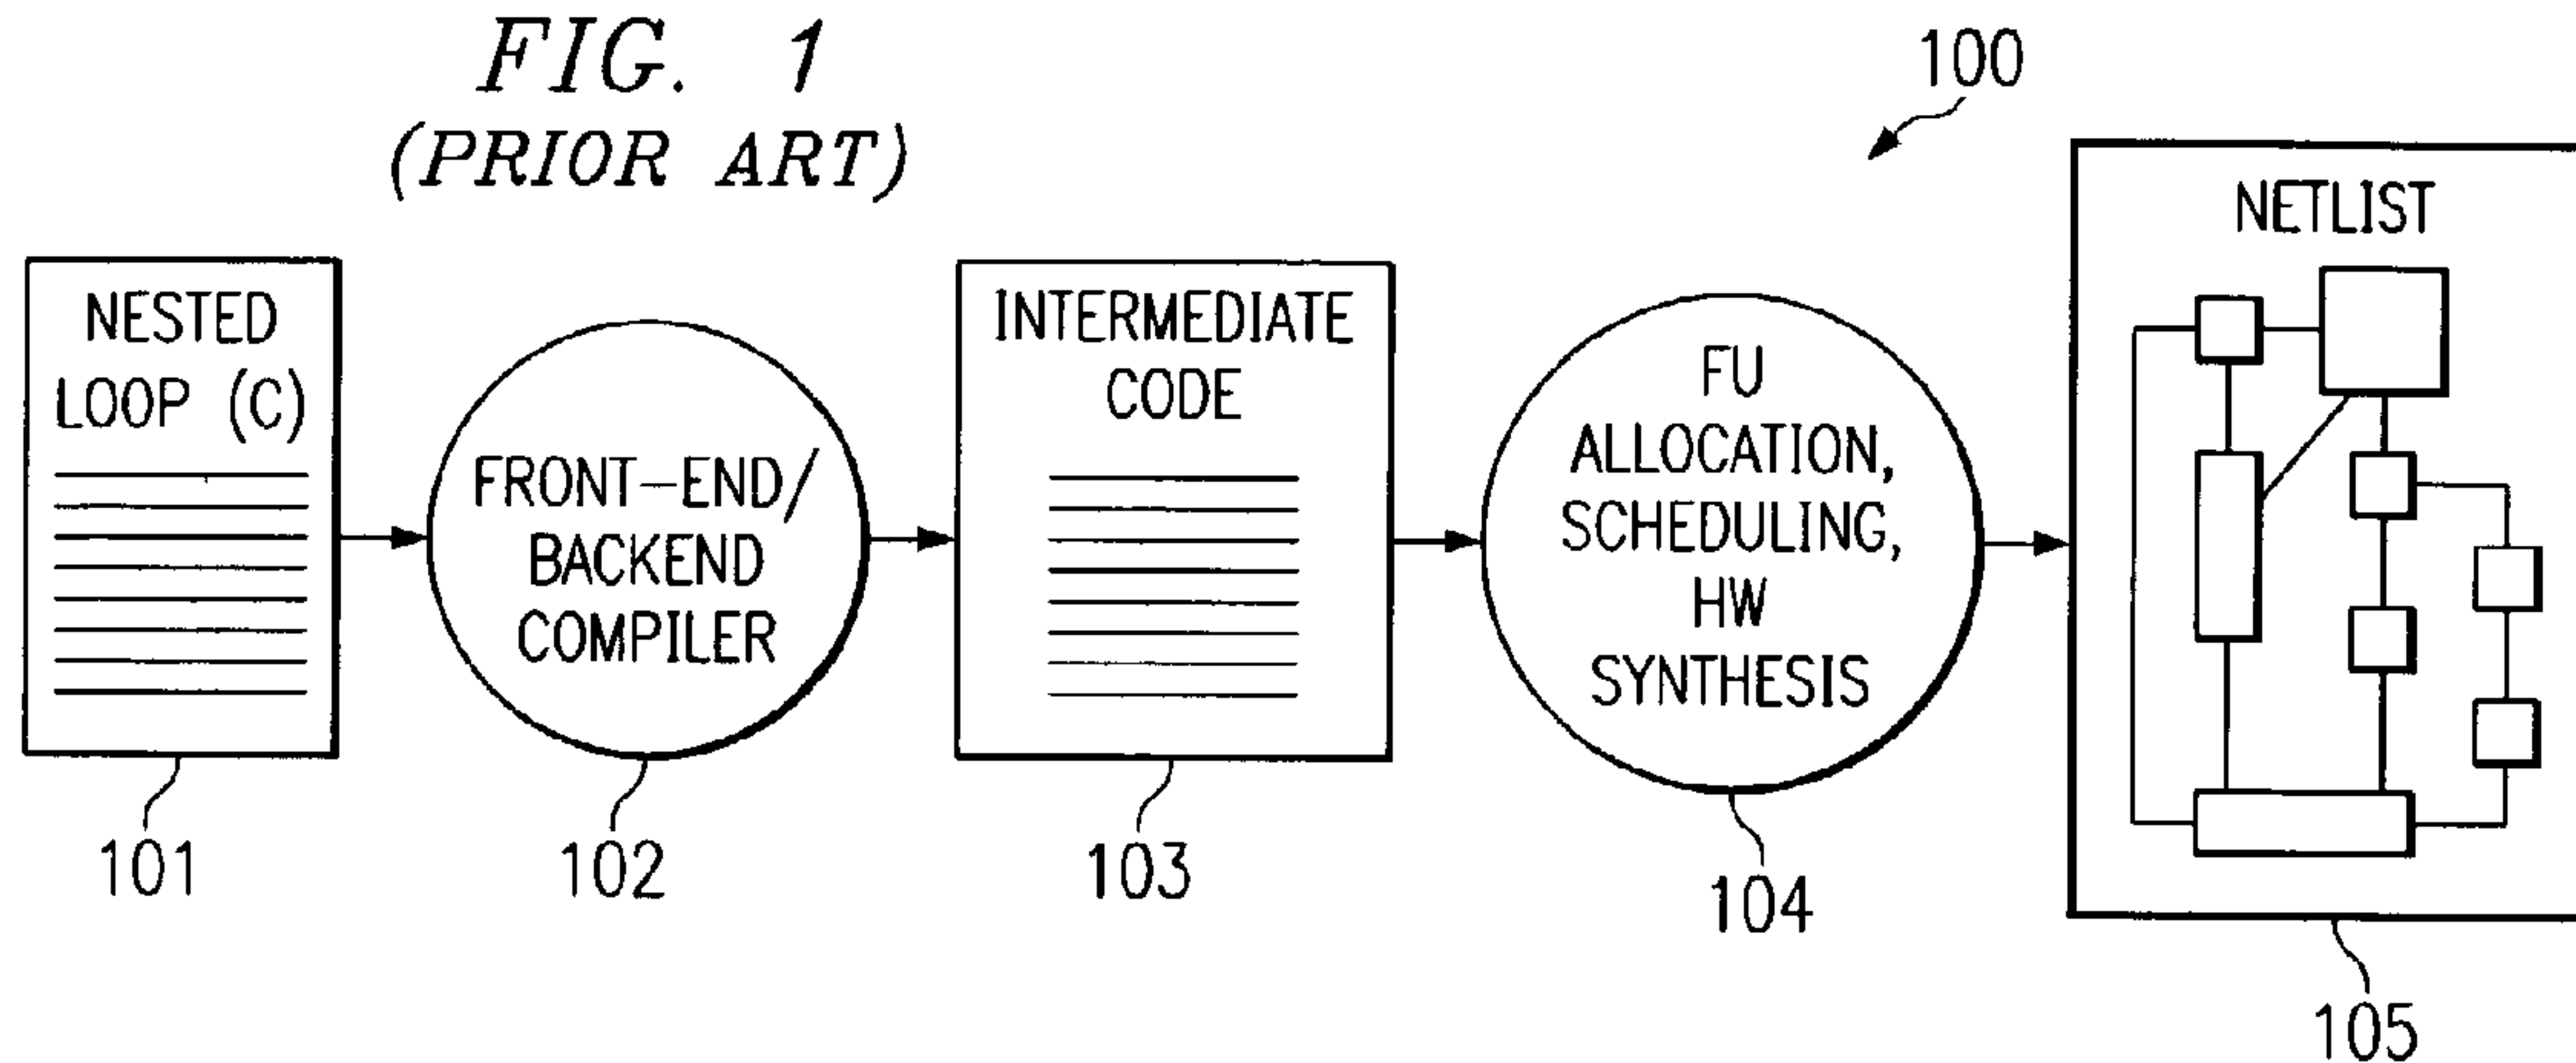 FIG. 1
(PRIOR ART)
100
NESTED
LOOP (C)
FRONT-END/
BACKEND
COMPILER
INTERMEDIATE
CODE
FU
ALLOCATION,
SCHEDULING,
HW
SYNTHESIS
NETLIST
101
102
103
104
105